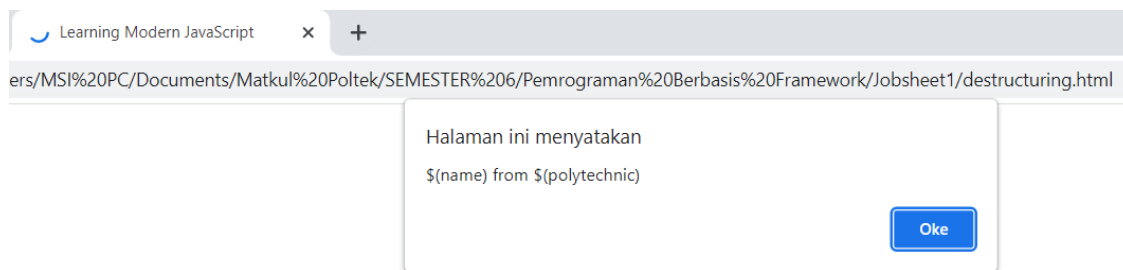 Learning Modern JavaScript
ers/MSI%20PC/Documents/Matkul%20Poltek/SEMESTER%206/Pemrograman%20Berbasis%20Framework/Jobsheet1/destructuring.html
Halaman ini menyatakan
$(name) from $(polytechnic)
Oke